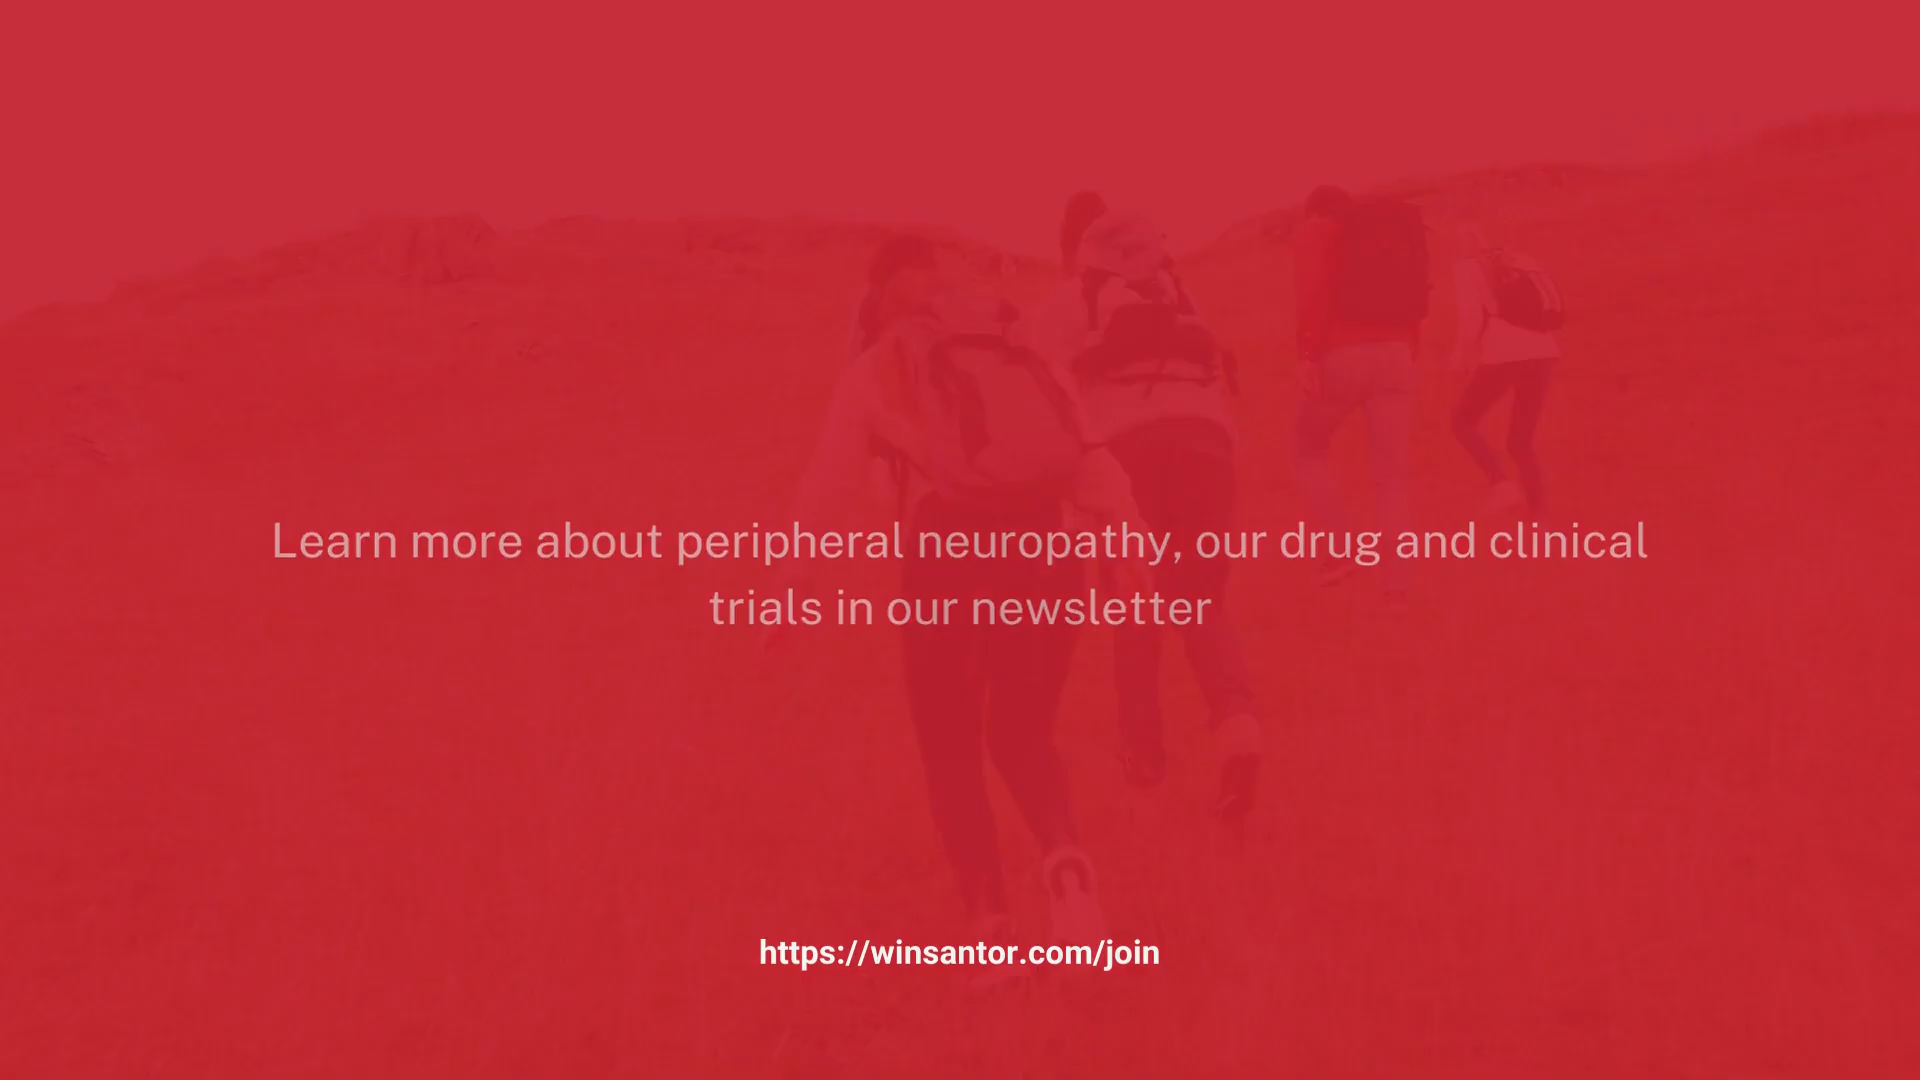 Learn more about peripheral neuropathy, our drug and clinical
trials in our newsletter
https://winsantor.com/join